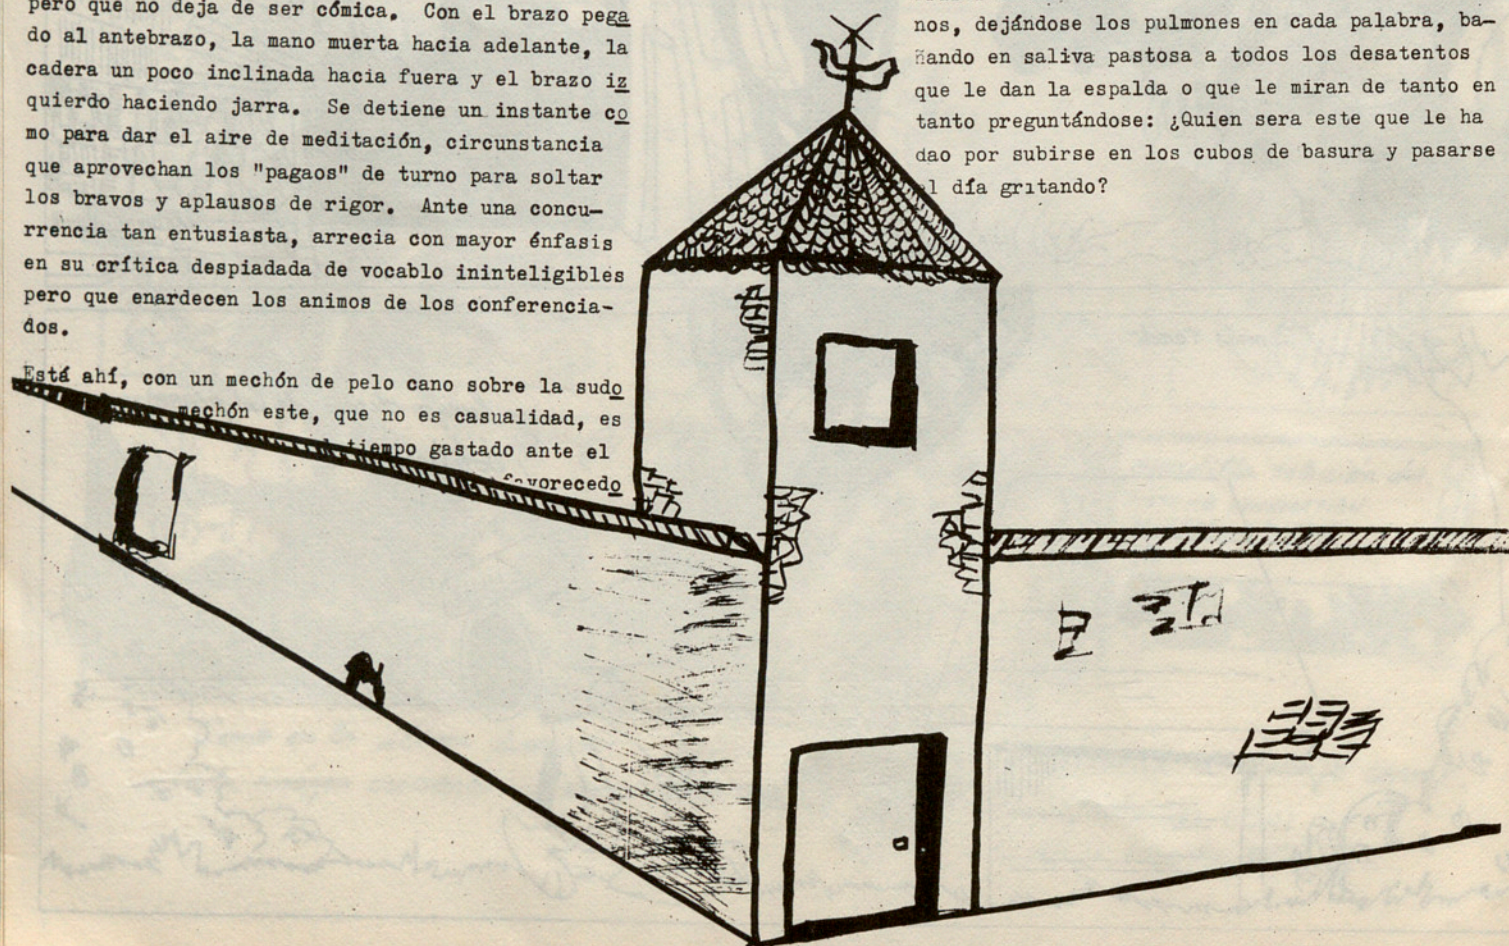 pero que no deja de ser cómica. Con el brazo pega
do al antebrazo, la mano muerta hacia adelante, la
cadera un poco inclinada hacia fuera y el brazo iz
quierdo haciendo jarra. Se detiene un instante co
mo para dar el aire de meditación, circunstancia
que aprovechan los "pagaos" de turno para soltar
los bravos y aplausos de rigor. Ante una concu-
rrencia tan entusiasta, arrecia con mayor énfasis
en su crítica despiadada de vocablo ininteligibles
pero que enardecen los animos de los conferencia-
dos.
Está ahí, con un mechón de pelo cano sobre la sudo
mechón este, que no es casualidad, es
tiempo gastado ante el
favorecedo
nos, dejándose los pulmones en cada palabra, ba-
ñando en saliva pastosa a todos los desatentos
que le dan la espalda o que le miran de tanto en
tanto preguntándose: ¿Quien sera este que le ha
dao por subirse en los cubos de basura y pasarse
el día gritando?